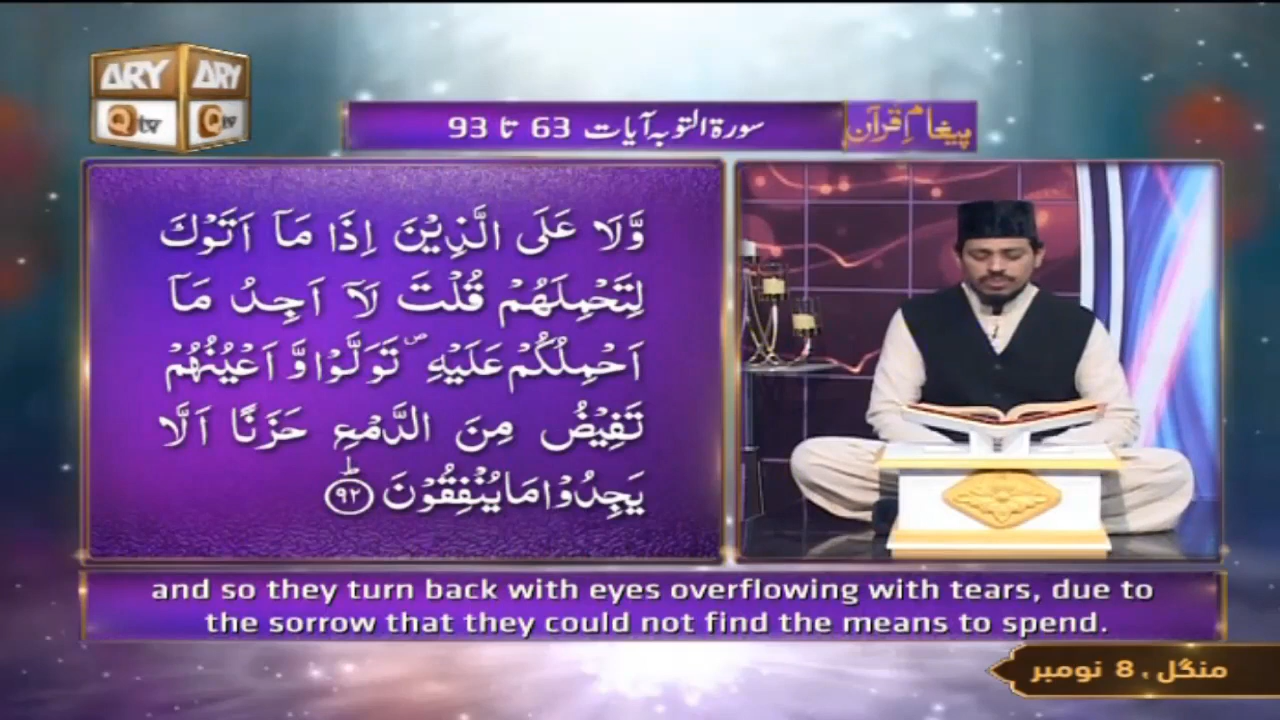 ARY ARY
Qtv Qtv
پیغامِ قرآن
سورۃ التوبہ آیات 63 تا 93
وَّلَا عَلَى الَّذِيْنَ اِذَا مَآ اَتَوْكَ
لِتَحْمِلَهُمْ قُلْتَ لَآ اَجِدُ مَآ
اَحْمِلُكُمْ عَلَيْهِ ۖ تَوَلَّوْا وَّ اَعْيُنُهُمْ
تَفِيْضُ مِنَ الدَّمْعِ حَزَنًا اَلَّا
يَجِدُوْا مَا يُنْفِقُوْنَ ؕ﴿۹۲﴾
and so they turn back with eyes overflowing with tears, due to
the sorrow that they could not find the means to spend.
منگل، 8 نومبر